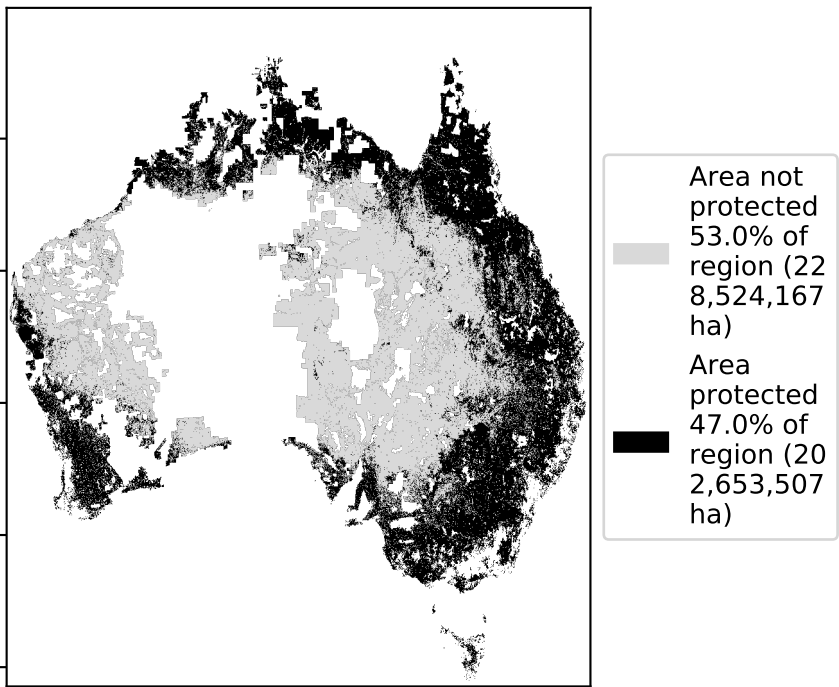 Area not
protected
53.0% of
region (22
8,524,167
ha)
Area
protected
47.0% of
region (20
2,653,507
ha)